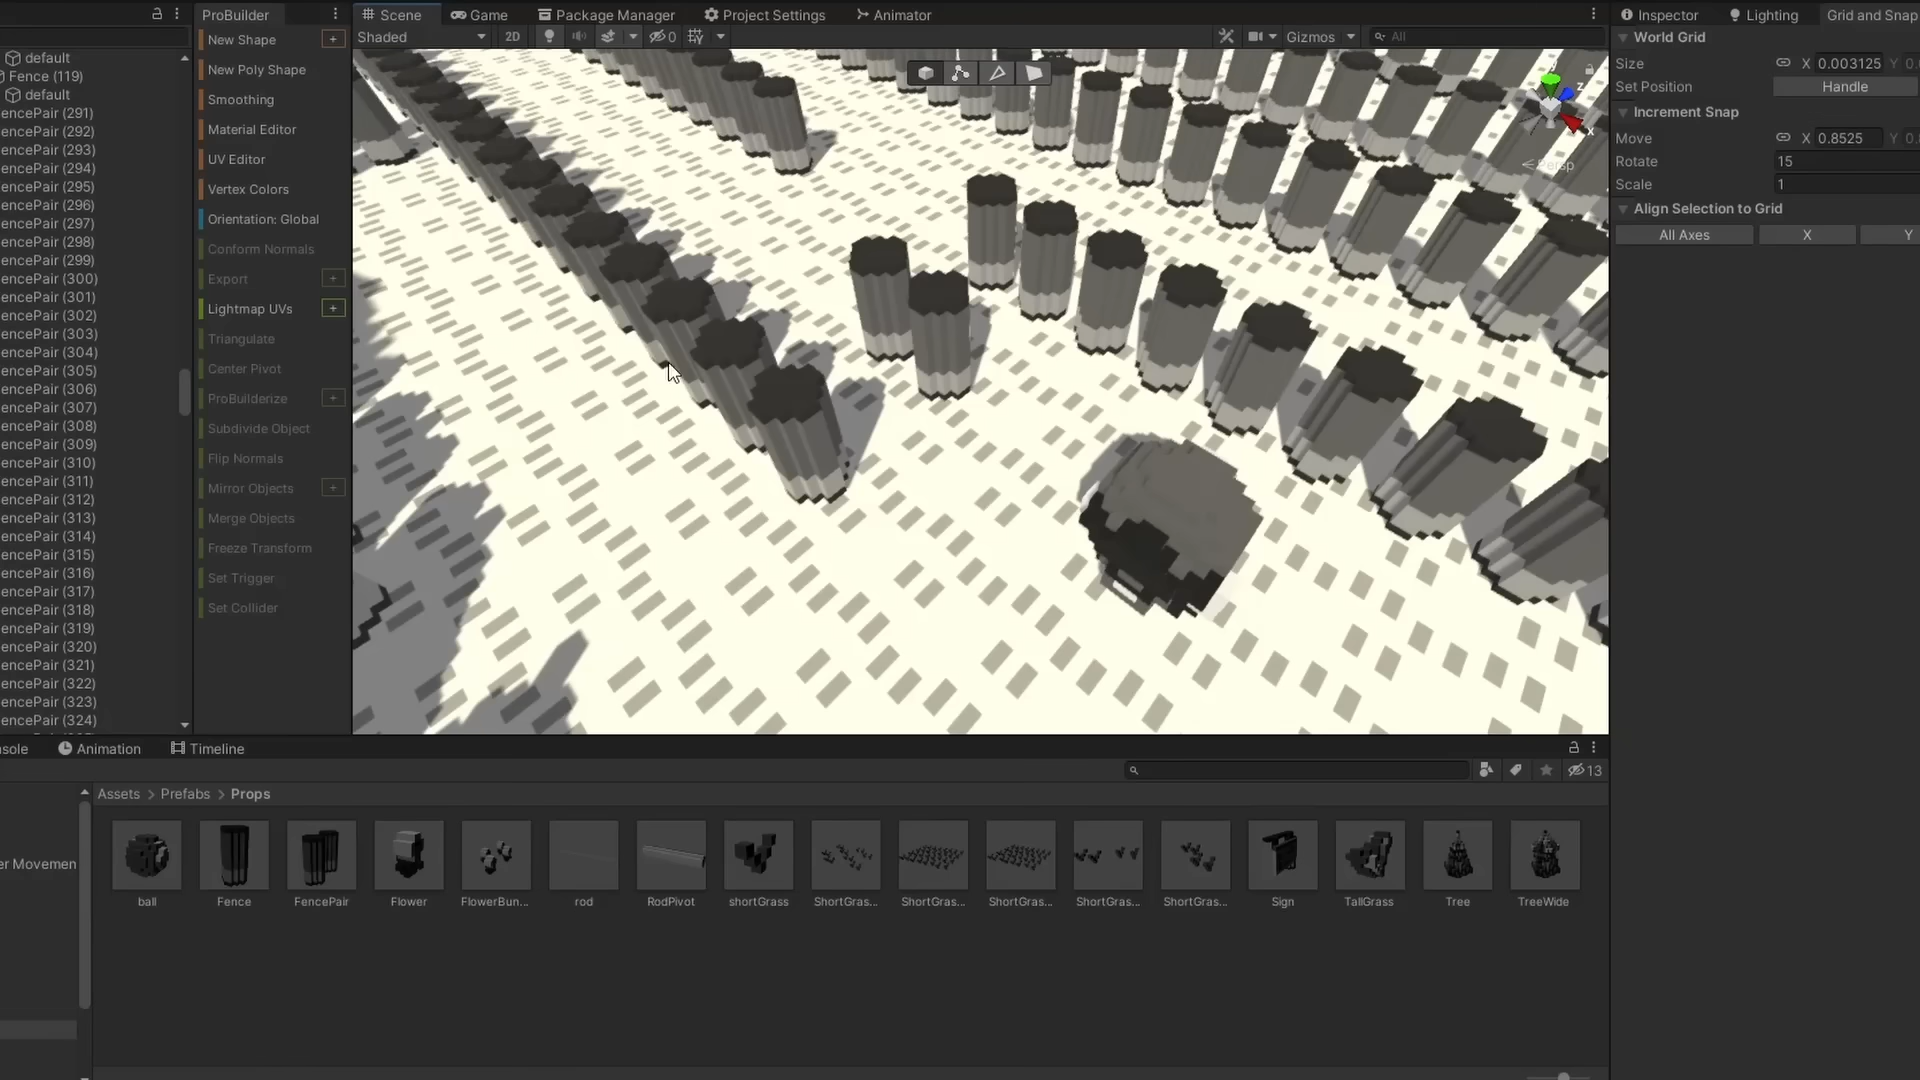 default
Fence (119)
default
encePair (291)
encePair (292)
encePair (293)
encePair (294)
encePair (295)
encePair (296)
encePair (297)
encePair (298)
encePair (299)
encePair (300)
encePair (301)
encePair (302)
encePair (303)
encePair (304)
encePair (305)
encePair (306)
encePair (307)
encePair (308)
encePair (309)
encePair (310)
encePair (311)
encePair (312)
encePair (313)
encePair (314)
encePair (315)
encePair (316)
encePair (317)
encePair (318)
encePair (319)
encePair (320)
encePair (321)
encePair (322)
encePair (323)
encePair (324)
ProBuilder
New Shape +
New Poly Shape
Smoothing
Material Editor
UV Editor
Vertex Colors
Orientation: Global
Conform Normals
Export +
Lightmap UVs +
Triangulate
Center Pivot
ProBuilderize +
Subdivide Object
Flip Normals
Mirror Objects +
Merge Objects
Freeze Transform
Set Trigger
Set Collider
Scene Game Package Manager Project Settings Animator
Shaded 2D 0 Gizmos All
z
x
Persp
Inspector Lighting Grid and Snap
World Grid
Size X 0.003125 Y 0.0
Set Position Handle
Increment Snap
Move X 0.8525 Y 0.8
Rotate 15
Scale 1
Align Selection to Grid
All Axes X Y
nsole Animation Timeline
13
Assets > Prefabs > Props
er Movemen
ball Fence FencePair Flower FlowerBun... rod RodPivot shortGrass ShortGras... ShortGras... ShortGras... ShortGras... ShortGras... Sign TallGrass Tree TreeWide